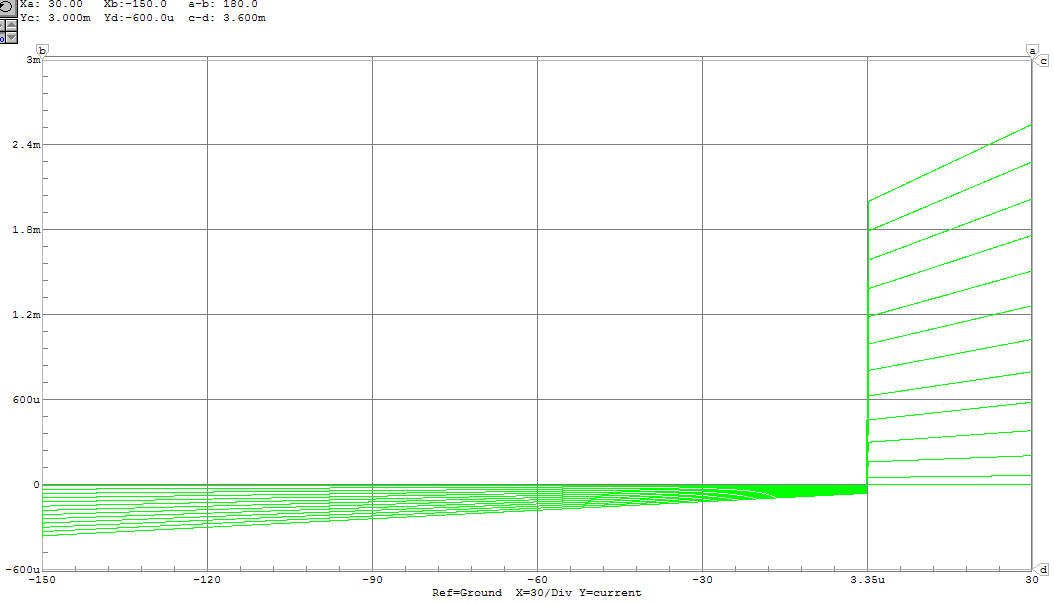 Xa: 30.00 Xb:-150.0 a-b: 180.0
Yc: 3.000m Yd:-600.0u c-d: 3.600m
b a
3m c
2.4m
1.8m
1.2m
600u
0
-600u d
-150 -120 -90 -60 -30 3.35u 30
Ref=Ground X=30/Div Y=current